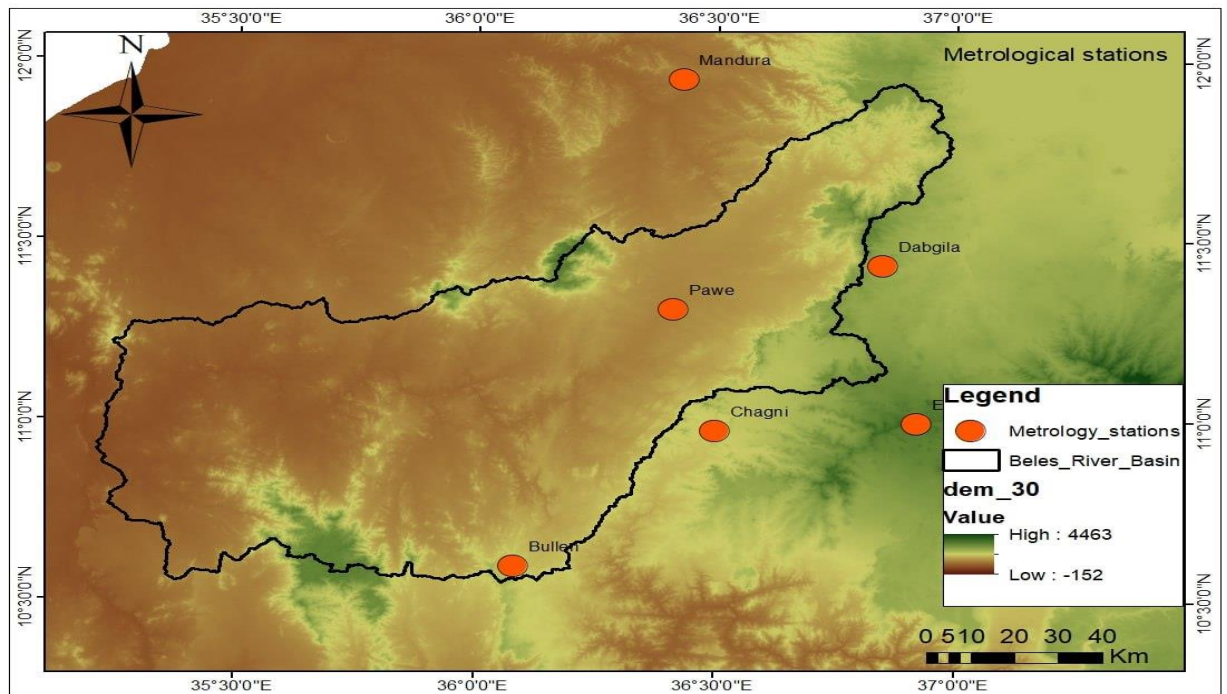 35°30'0"E 36°0'0"E 36°30'0"E 37°0'0"E
12°0'0"N
12°0'0"N
N
Metrological stations
Mandura
11°30'0"N
11°30'0"N
Dabgila
Pawe
11°0'0"N
11°0'0"N
Chagni
E
Legend
Metrology_stations
Beles_River_Basin
dem_30
Value
High : 4463
Low : -152
Bullen
10°30'0"N
10°30'0"N
0 5 10 20 30 40
Km
35°30'0"E 36°0'0"E 36°30'0"E 37°0'0"E